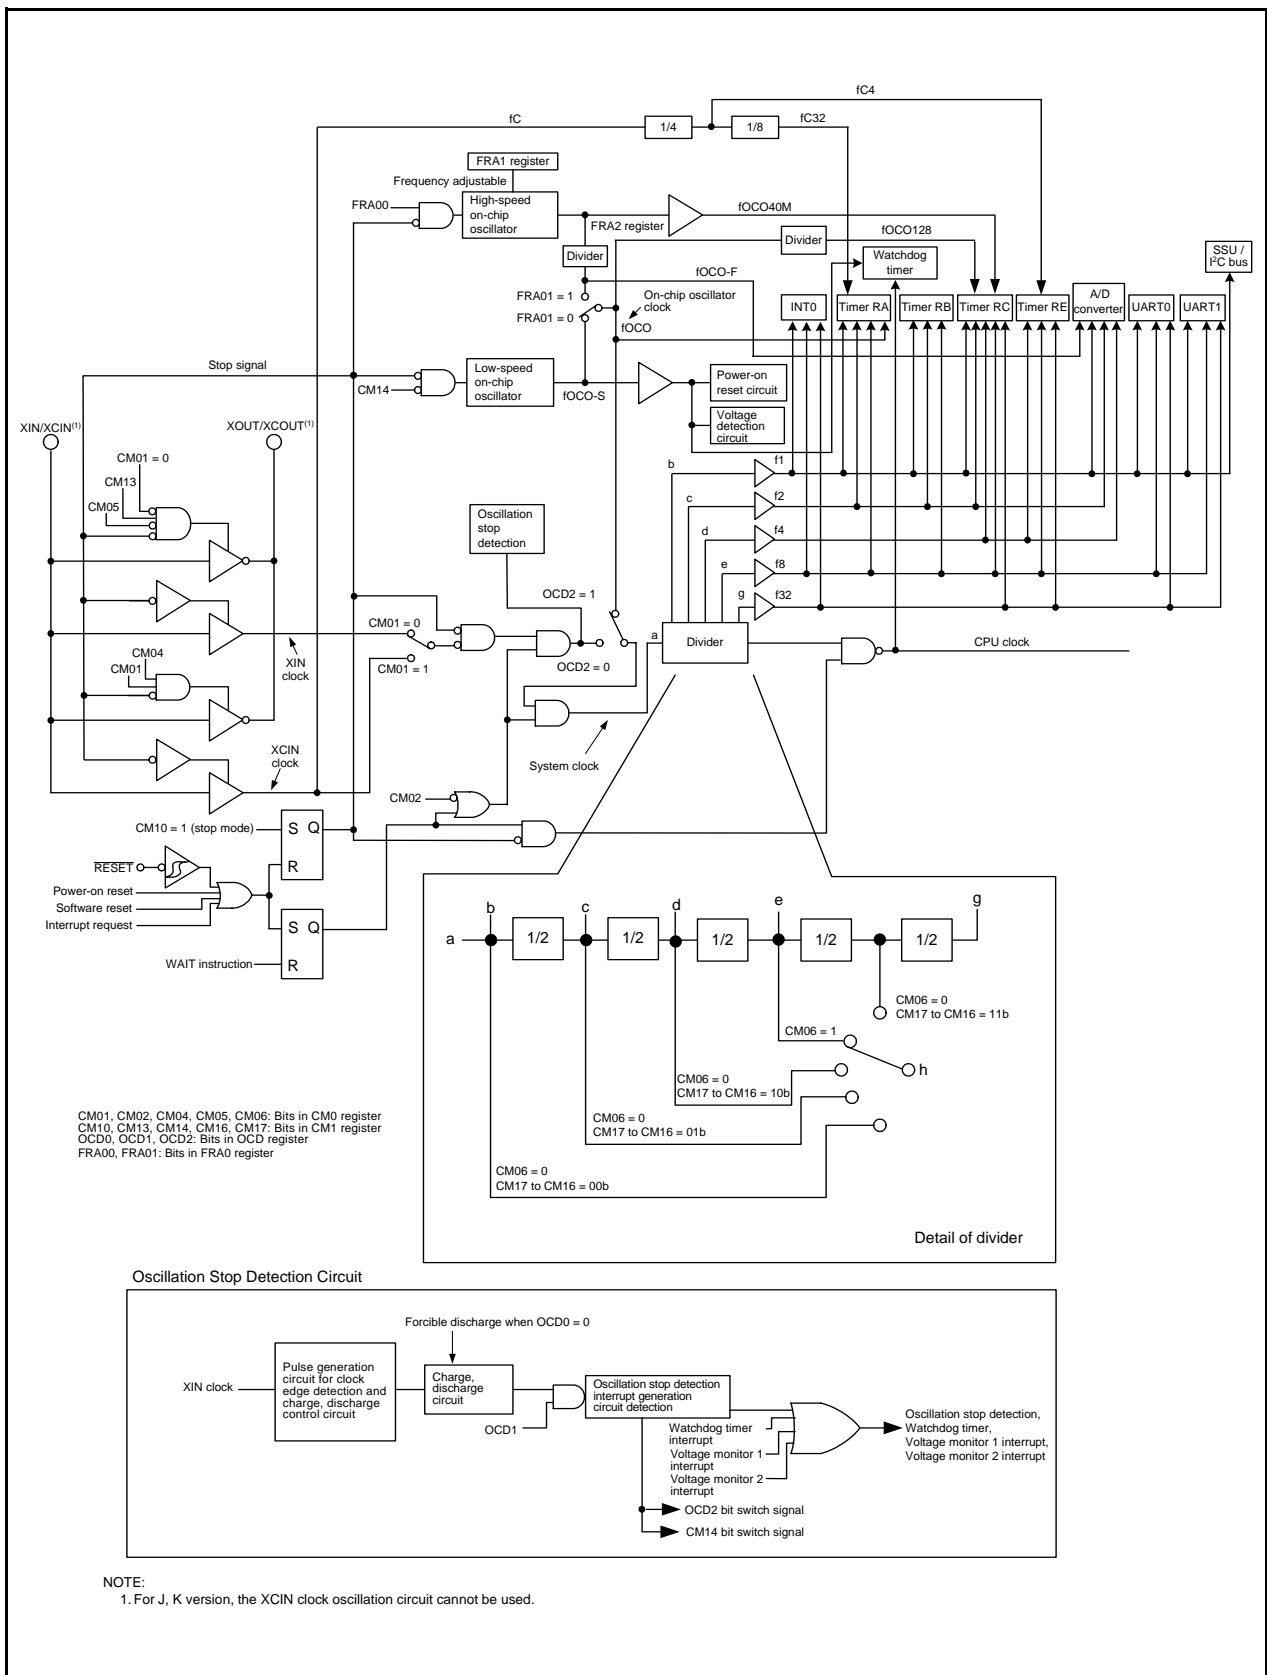 fC4
fC
1/4
1/8
fC32
FRA1 register
Frequency adjustable
FRA00
High-speed
on-chip
oscillator
FRA2 register
fOCO40M
Divider
fOCO128
Divider
Watchdog
timer
SSU /
I2C bus
fOCO-F
FRA01 = 1
FRA01 = 0
On-chip oscillator
clock
fOCO
INT0
Timer RA
Timer RB
Timer RC
Timer RE
A/D
converter
UART0
UART1
Stop signal
CM14
Low-speed
on-chip
oscillator
fOCO-S
Power-on
reset circuit
Voltage
detection
circuit
XIN/XCIN(1)
XOUT/XCOUT(1)
CM01 = 0
CM13
CM05
b
f1
c
f2
d
f4
e
f8
g
f32
Oscillation
stop
detection
OCD2 = 1
OCD2 = 0
CM01 = 0
CM01 = 1
a
Divider
CPU clock
XIN
clock
CM04
CM01
System clock
XCIN
clock
CM02
CM10 = 1 (stop mode)
S Q
R
RESET
Power-on reset
Software reset
Interrupt request
S Q
R
WAIT instruction
a
b
1/2
c
1/2
d
1/2
e
1/2
1/2
g
CM06 = 0
CM17 to CM16 = 11b
CM06 = 1
h
CM06 = 0
CM17 to CM16 = 10b
CM06 = 0
CM17 to CM16 = 01b
CM06 = 0
CM17 to CM16 = 00b
Detail of divider
CM01, CM02, CM04, CM05, CM06: Bits in CM0 register
CM10, CM13, CM14, CM16, CM17: Bits in CM1 register
OCD0, OCD1, OCD2: Bits in OCD register
FRA00, FRA01: Bits in FRA0 register
Oscillation Stop Detection Circuit
Forcible discharge when OCD0 = 0
XIN clock
Pulse generation
circuit for clock
edge detection and
charge, discharge
control circuit
Charge,
discharge
circuit
OCD1
Oscillation stop detection
interrupt generation
circuit detection
Watchdog timer
interrupt
Voltage monitor 1
interrupt
Voltage monitor 2
interrupt
Oscillation stop detection,
Watchdog timer,
Voltage monitor 1 interrupt,
Voltage monitor 2 interrupt
OCD2 bit switch signal
CM14 bit switch signal
NOTE:
1. For J, K version, the XCIN clock oscillation circuit cannot be used.